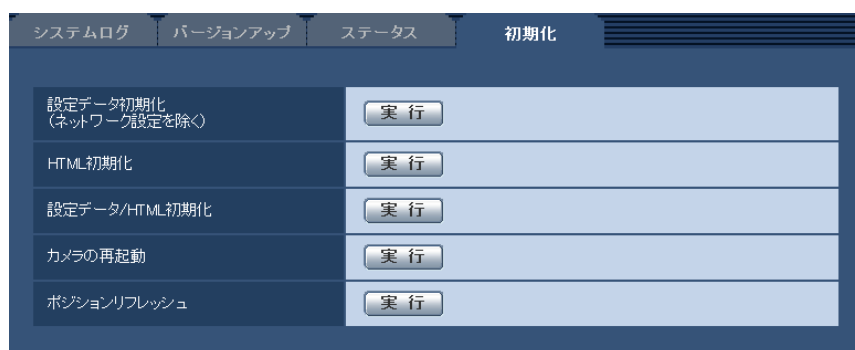 システムログ バージョンアップ ステータス 初期化
設定データ初期化
(ネットワーク設定を除く)
実 行
HTML初期化
実 行
設定データ/HTML初期化
実 行
カメラの再起動
実 行
ポジションリフレッシュ
実 行